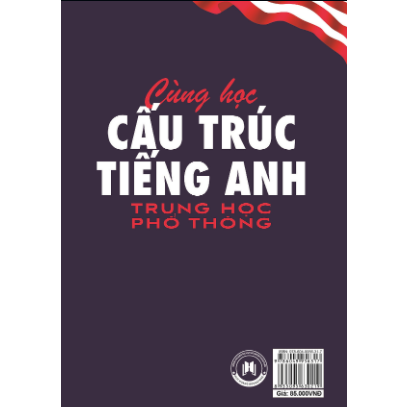 Cùng học
CẤU TRÚC
TIẾNG ANH
TRUNG HỌC
PHỔ THÔNG
Giá: 85.000VNĐ